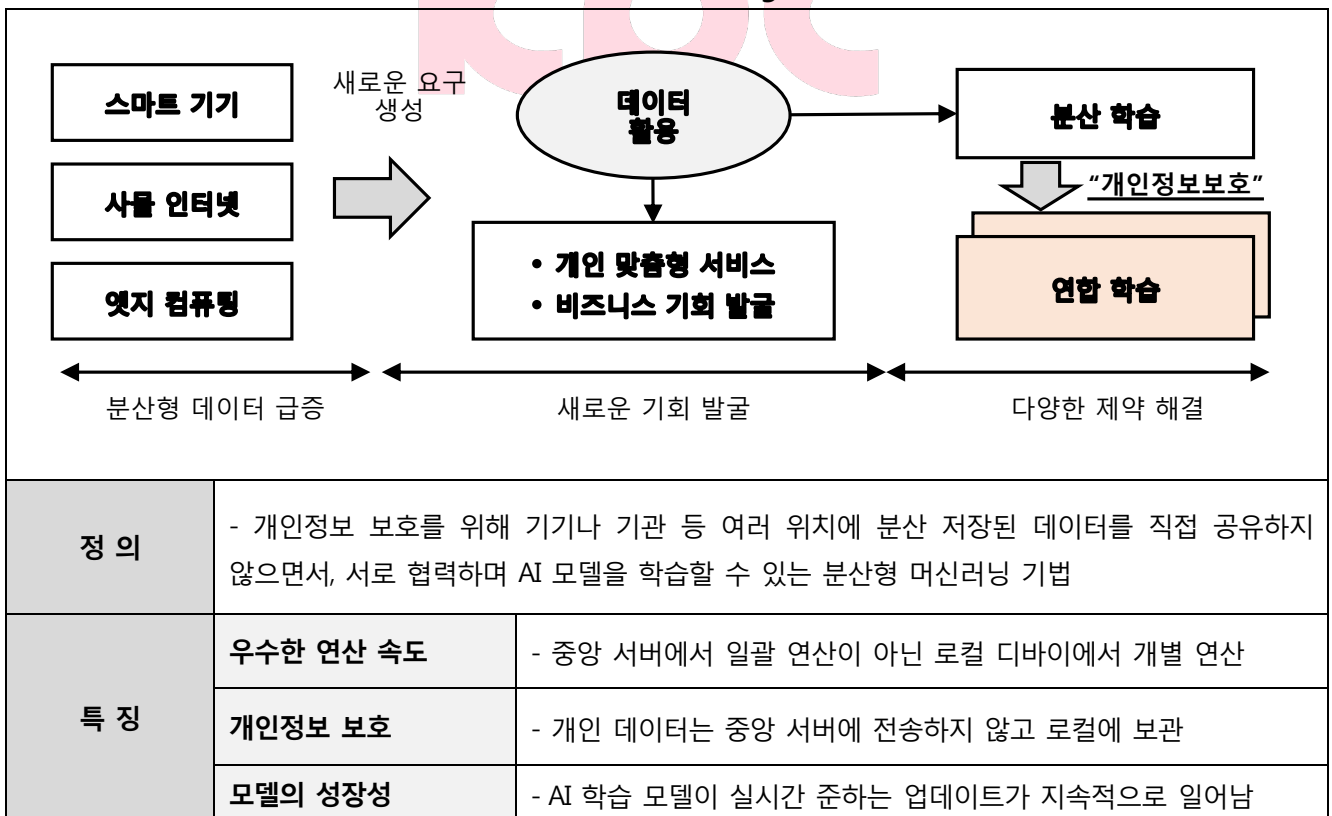 스마트 기기
사물 인터넷
엣지 컴퓨팅
새로운 요구
생성
데이터
활용
• 개인 맞춤형 서비스
• 비즈니스 기회 발굴
분산 학습
“개인정보보호”
연합 학습
분산형 데이터 급증
새로운 기회 발굴
다양한 제약 해결
정 의
- 개인정보 보호를 위해 기기나 기관 등 여러 위치에 분산 저장된 데이터를 직접 공유하지
않으면서, 서로 협력하며 AI 모델을 학습할 수 있는 분산형 머신러닝 기법
특 징
우수한 연산 속도
- 중앙 서버에서 일괄 연산이 아닌 로컬 디바이에서 개별 연산
개인정보 보호
- 개인 데이터는 중앙 서버에 전송하지 않고 로컬에 보관
모델의 성장성
- AI 학습 모델이 실시간 준하는 업데이트가 지속적으로 일어남